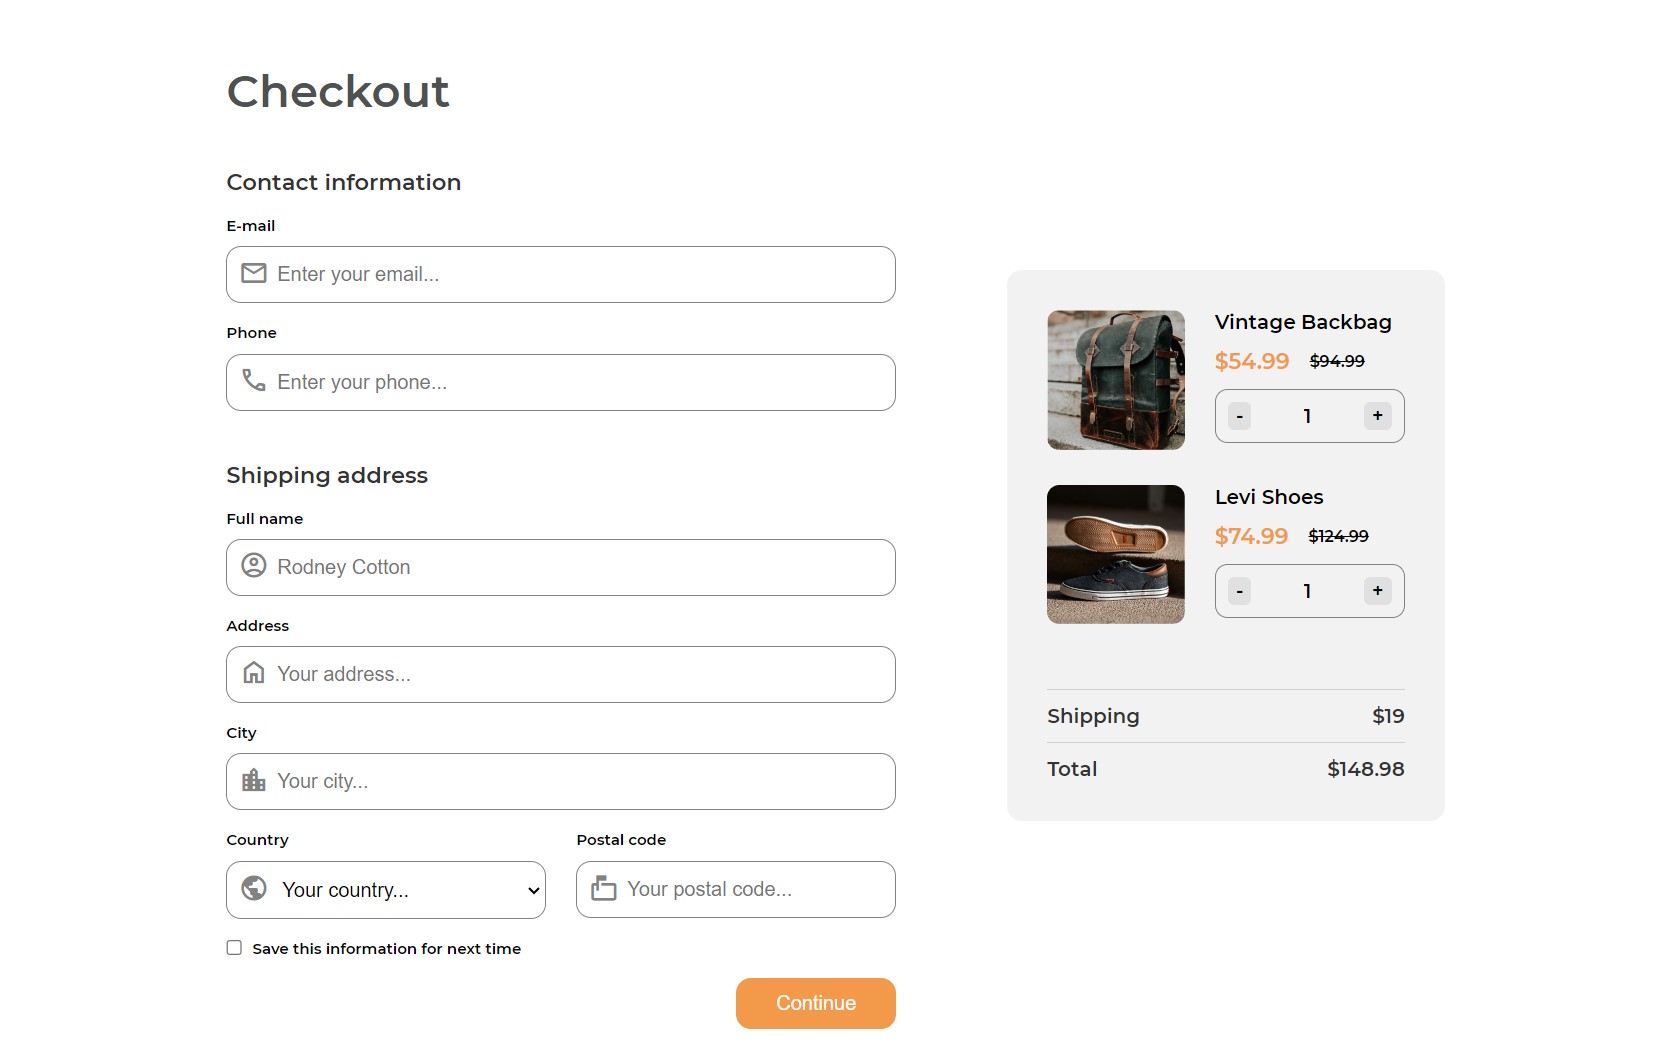 Checkout
Contact information
E-mail
Enter your email...
Phone
Enter your phone...
Shipping address
Full name
Rodney Cotton
Address
Your address...
City
Your city...
Country
Your country...
Postal code
Your postal code...
Save this information for next time
Continue
Vintage Backbag
$54.99 $94.99
- 1 +
Levi Shoes
$74.99 $124.99
- 1 +
Shipping $19
Total $148.98